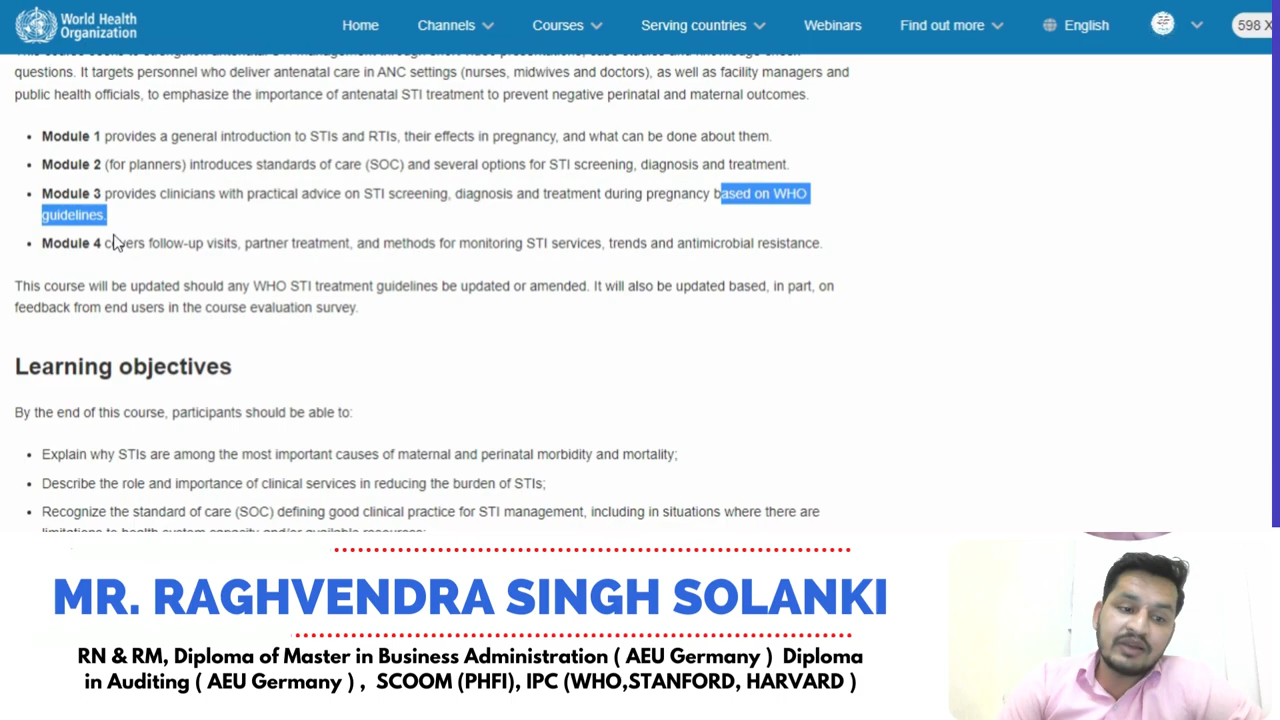 World Health
Organization
Home
Channels
Courses
Serving countries
Webinars
Find out more
English
598 X
questions. It targets personnel who deliver antenatal care in ANC settings (nurses, midwives and doctors), as well as facility managers and
public health officials, to emphasize the importance of antenatal STI treatment to prevent negative perinatal and maternal outcomes.
• Module 1 provides a general introduction to STIs and RTIs, their effects in pregnancy, and what can be done about them.
• Module 2 (for planners) introduces standards of care (SOC) and several options for STI screening, diagnosis and treatment.
• Module 3 provides clinicians with practical advice on STI screening, diagnosis and treatment during pregnancy based on WHO
guidelines.
• Module 4 covers follow-up visits, partner treatment, and methods for monitoring STI services, trends and antimicrobial resistance.
This course will be updated should any WHO STI treatment guidelines be updated or amended. It will also be updated based, in part, on
feedback from end users in the course evaluation survey.
Learning objectives
By the end of this course, participants should be able to:
• Explain why STIs are among the most important causes of maternal and perinatal morbidity and mortality;
• Describe the role and importance of clinical services in reducing the burden of STIs;
• Recognize the standard of care (SOC) defining good clinical practice for STI management, including in situations where there are
limitations to health system capacity and/or available resources;
MR. RAGHVENDRA SINGH SOLANKI
RN & RM, Diploma of Master in Business Administration ( AEU Germany ) Diploma
in Auditing ( AEU Germany ) , SCOOM (PHFI), IPC (WHO,STANFORD, HARVARD )